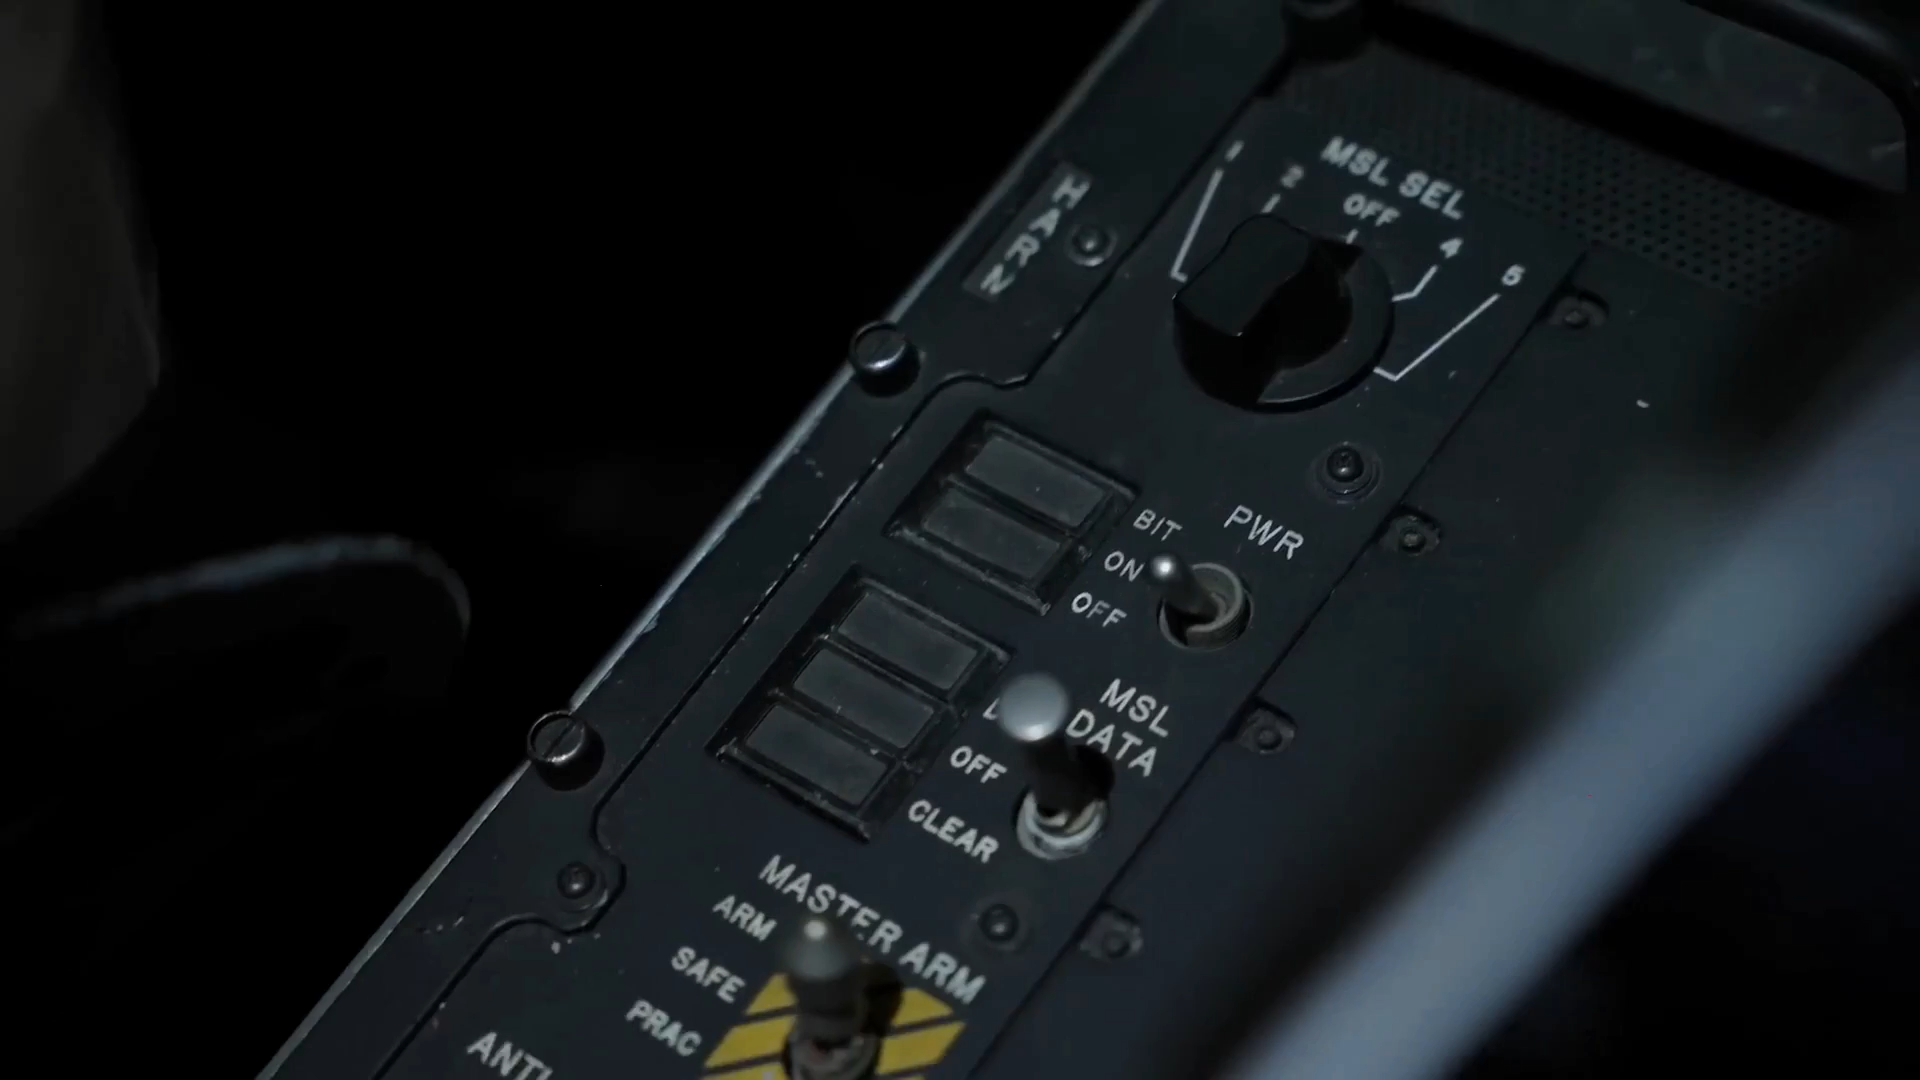 MSL SEL
1
2
OFF
4
5
HARN
PWR
BIT
ON
OFF
MSL
DATA
OFF
CLEAR
MASTER ARM
ARM
SAFE
PRAC
ANTI